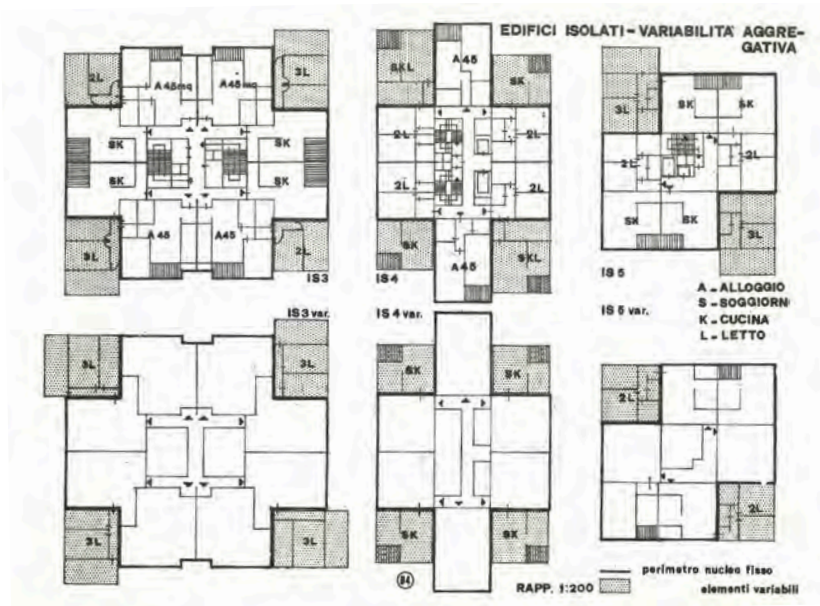 EDIFICI ISOLATI-VARIABILITA AGGRE-
GATIVA
2L
A 45mq
A 45mq
3L
SK
SK
SK
SK
3L
A 45
A 45
2L
IS3
SKL
A 45
SK
2L
2L
2L
2L
SK
A 45
SKL
IS4
3L
SK
SK
2L
2L
SK
SK
3L
IS 5
A - ALLOGGIO
S - SOGGIORN
K - CUCINA
L - LETTO
IS3 var.
3L
3L
3L
3L
IS4 var.
SK
SK
SK
SK
IS 5 var.
2L
2L
84
RAPP. 1:200
perimetro nucleo fisso
elementi variabili